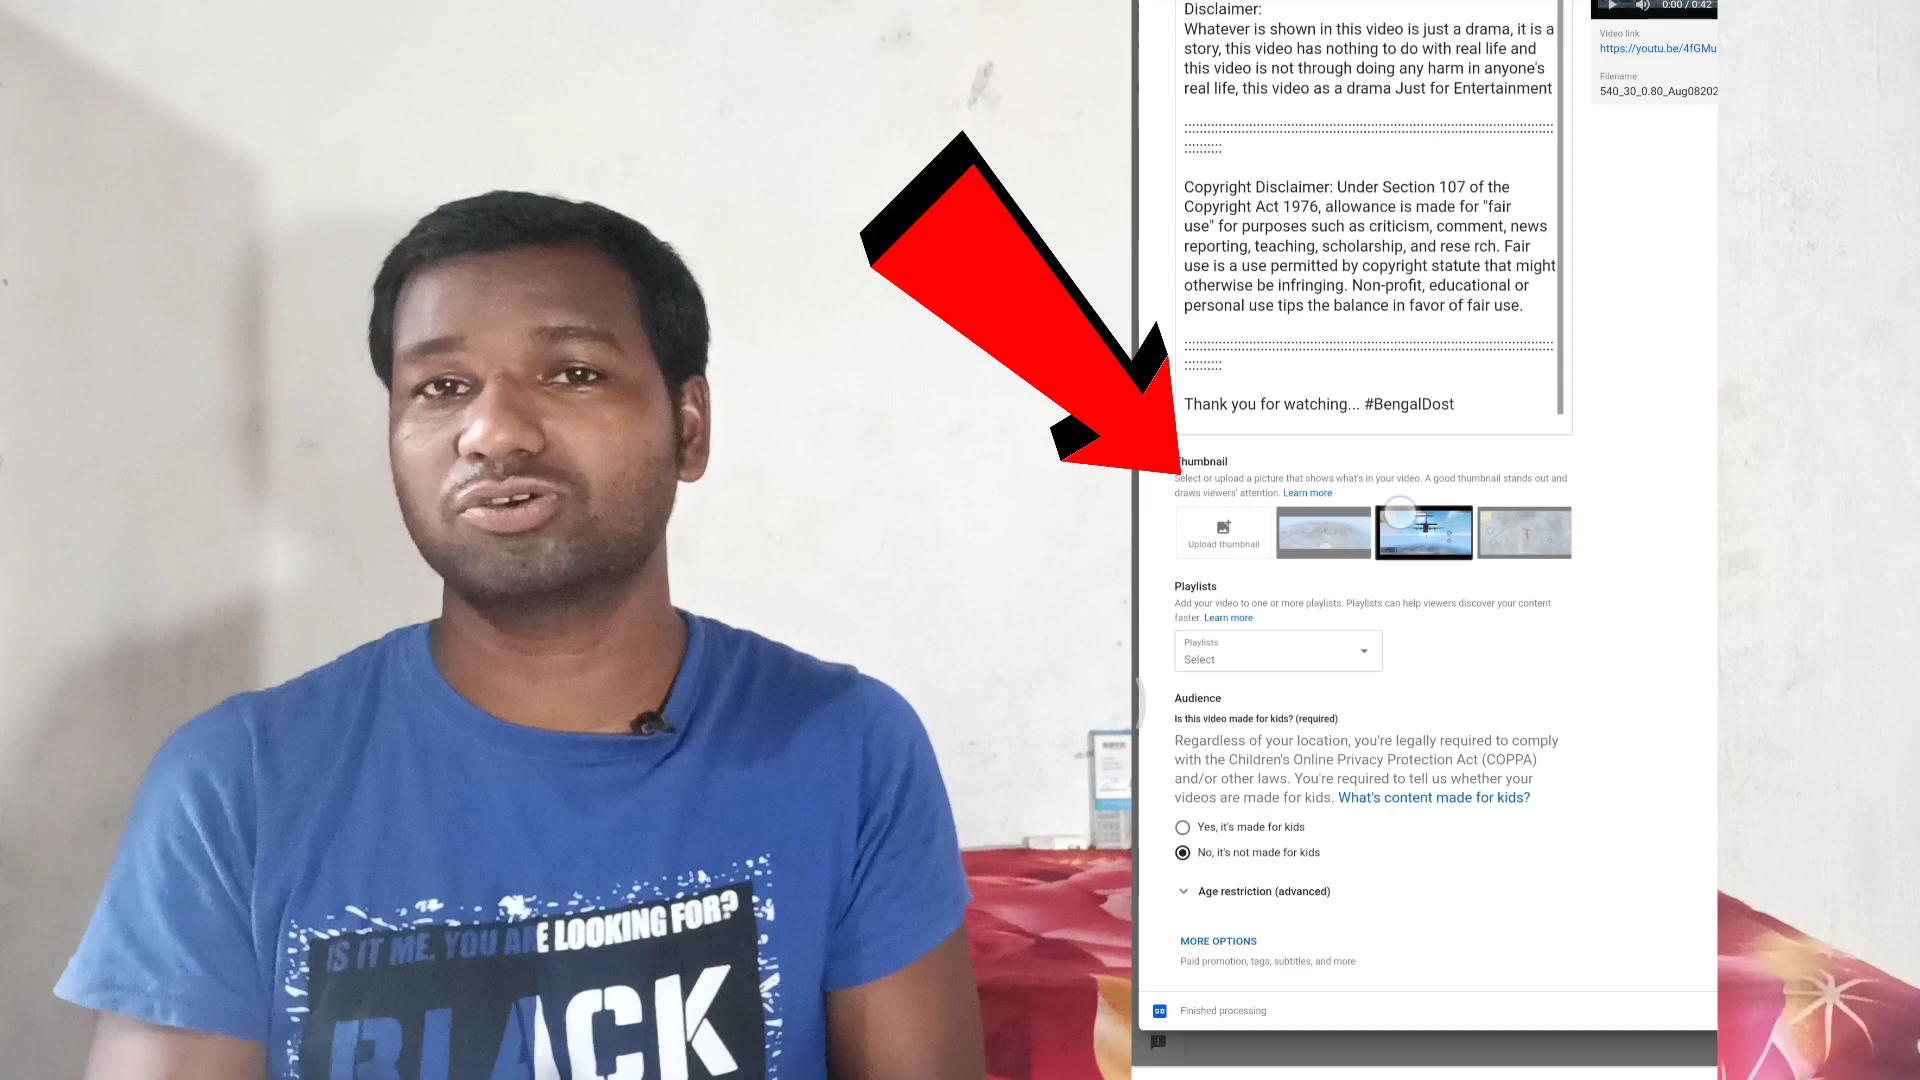 Disclaimer:
Whatever is shown in this video is just a drama, it is a
story, this video has nothing to do with real life and
this video is not through doing any harm in anyone's
real life, this video as a drama Just for Entertainment
Copyright Disclaimer: Under Section 107 of the
Copyright Act 1976, allowance is made for "fair
use" for purposes such as criticism, comment, news
reporting, teaching, scholarship, and rese rch. Fair
use is a use permitted by copyright statute that might
otherwise be infringing. Non-profit, educational or
personal use tips the balance in favor of fair use.
Thank you for watching... #BengalDost
Thumbnail
Select or upload a picture that shows what's in your video. A good thumbnail stands out and
draws viewers' attention. Learn more
Upload thumbnail
Playlists
Add your video to one or more playlists. Playlists can help viewers discover your content
faster. Learn more
Playlists
Select
Audience
Is this video made for kids? (required)
Regardless of your location, you're legally required to comply
with the Children's Online Privacy Protection Act (COPPA)
and/or other laws. You're required to tell us whether your
videos are made for kids. What's content made for kids?
Yes, it's made for kids
No, it's not made for kids
Age restriction (advanced)
MORE OPTIONS
Paid promotion, tags, subtitles, and more
SD Finished processing
0:00 / 0:42
Video link
https://youtu.be/4fGMu
Filename
540_30_0.80_Aug08202
IS IT ME. YOU ARE LOOKING FOR?
BLACK